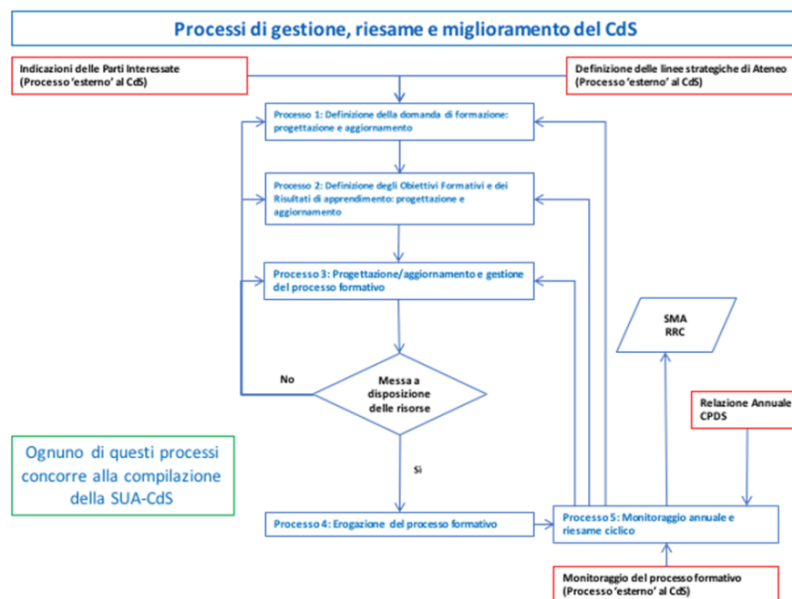 Processi di gestione, riesame e miglioramento del CdS
Indicazioni delle Parti Interessate
(Processo 'esterno' al CdS)
Definizione delle linee strategiche di Ateneo
(Processo 'esterno' al CdS)
Processo 1: Definizione della domanda di formazione:
progettazione e aggiornamento
Processo 2: Definizione degli Obiettivi Formativi e dei
Risultati di apprendimento: progettazione e
aggiornamento
Processo 3: Progettazione/aggiornamento e gestione
del processo formativo
SMA
RRC
No
Messa a
disposizione
delle risorse
Relazione Annuale
CPDS
Ognuno di questi processi
concorre alla compilazione
della SUA-CdS
Sì
Processo 4: Erogazione del processo formativo
Processo 5: Monitoraggio annuale e
riesame ciclico
Monitoraggio del processo formativo
(Processo 'esterno' al CdS)